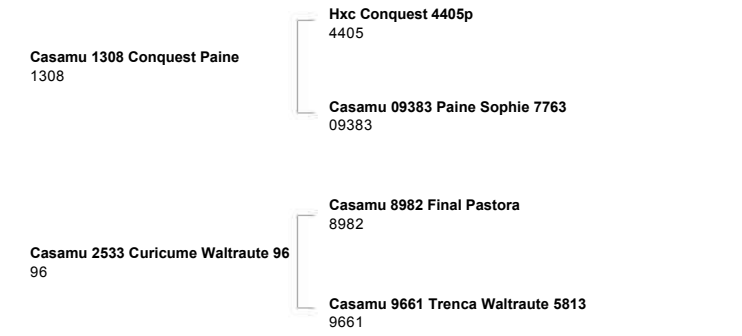 Hxc Conquest 4405p
4405
Casamu 1308 Conquest Paine
1308
Casamu 09383 Paine Sophie 7763
09383
Casamu 8982 Final Pastora
8982
Casamu 2533 Curicume Waltraute 96
96
Casamu 9661 Trenca Waltraute 5813
9661